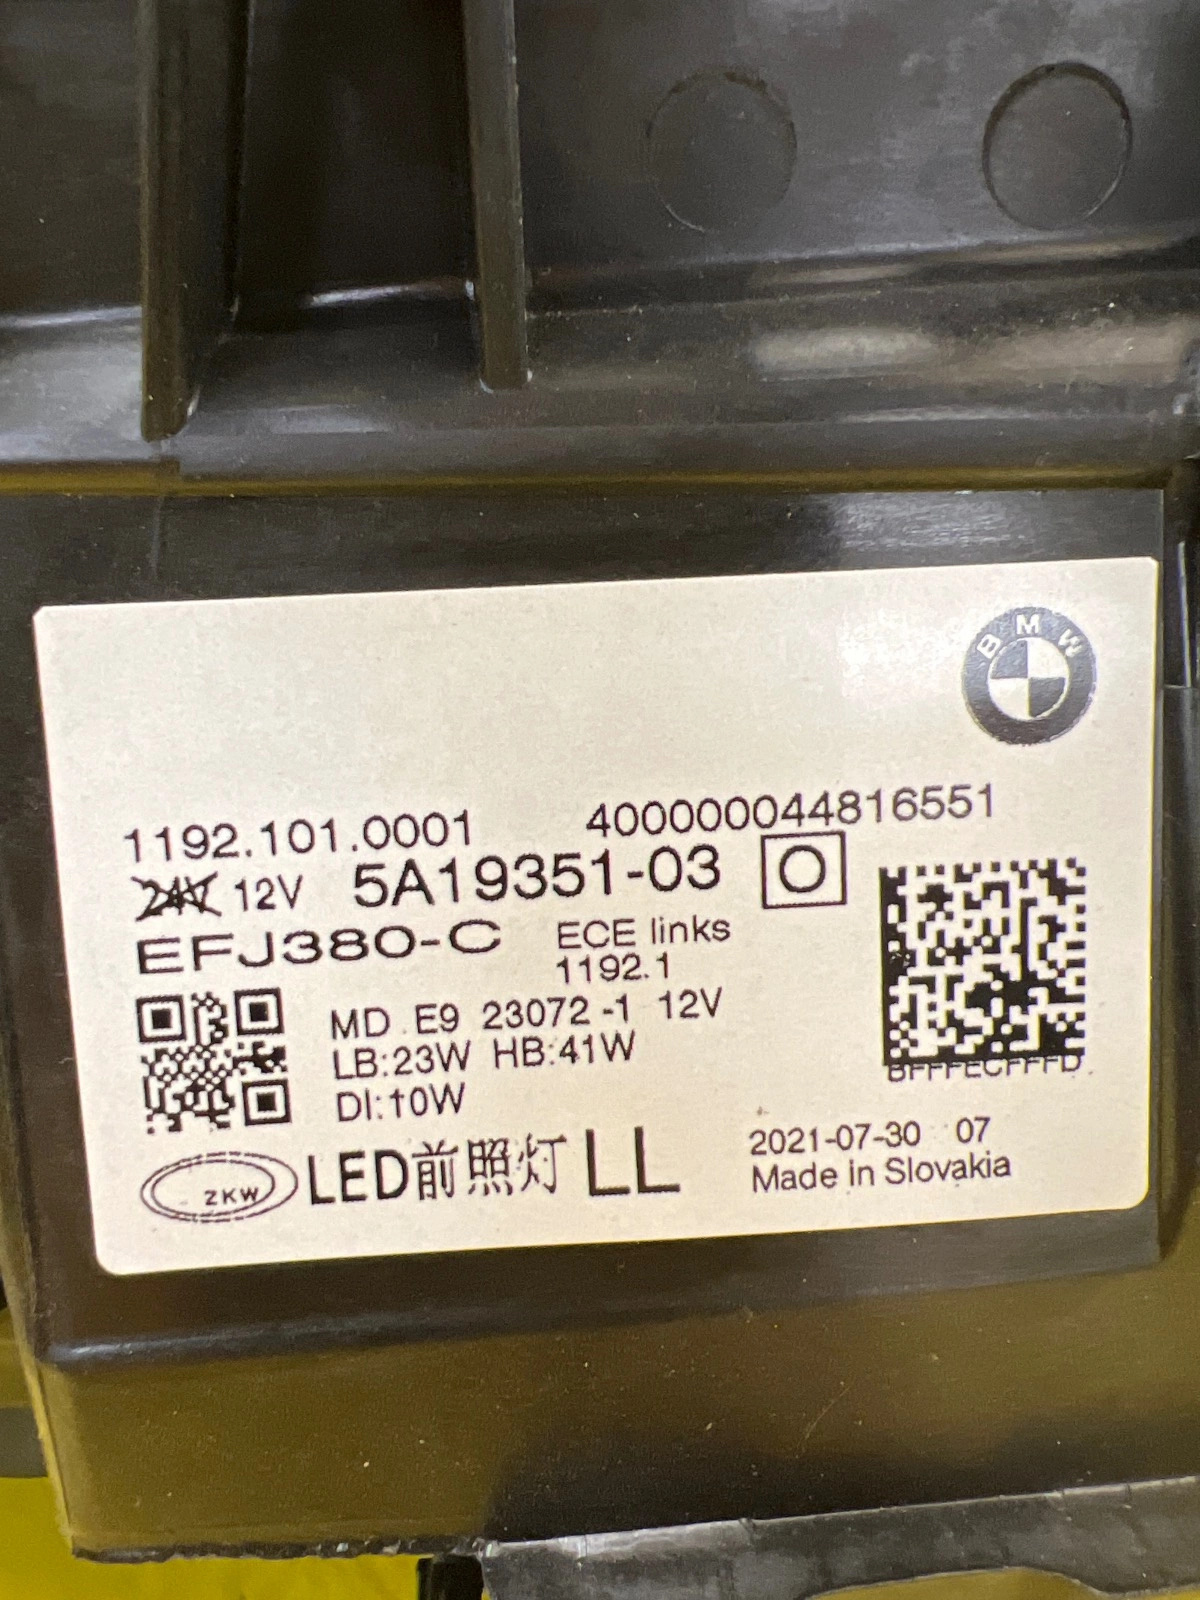 BMW
1192.101.0001 400000044816551
24V 12V 5A19351-03 O
EFJ380-C ECE links
1192.1
MD E9 23072 -1 12V
LB:23W HB:41W
DI:10W
BFFFECFFFD
ZKW LED前照灯 LL
2021-07-30 07
Made in Slovakia